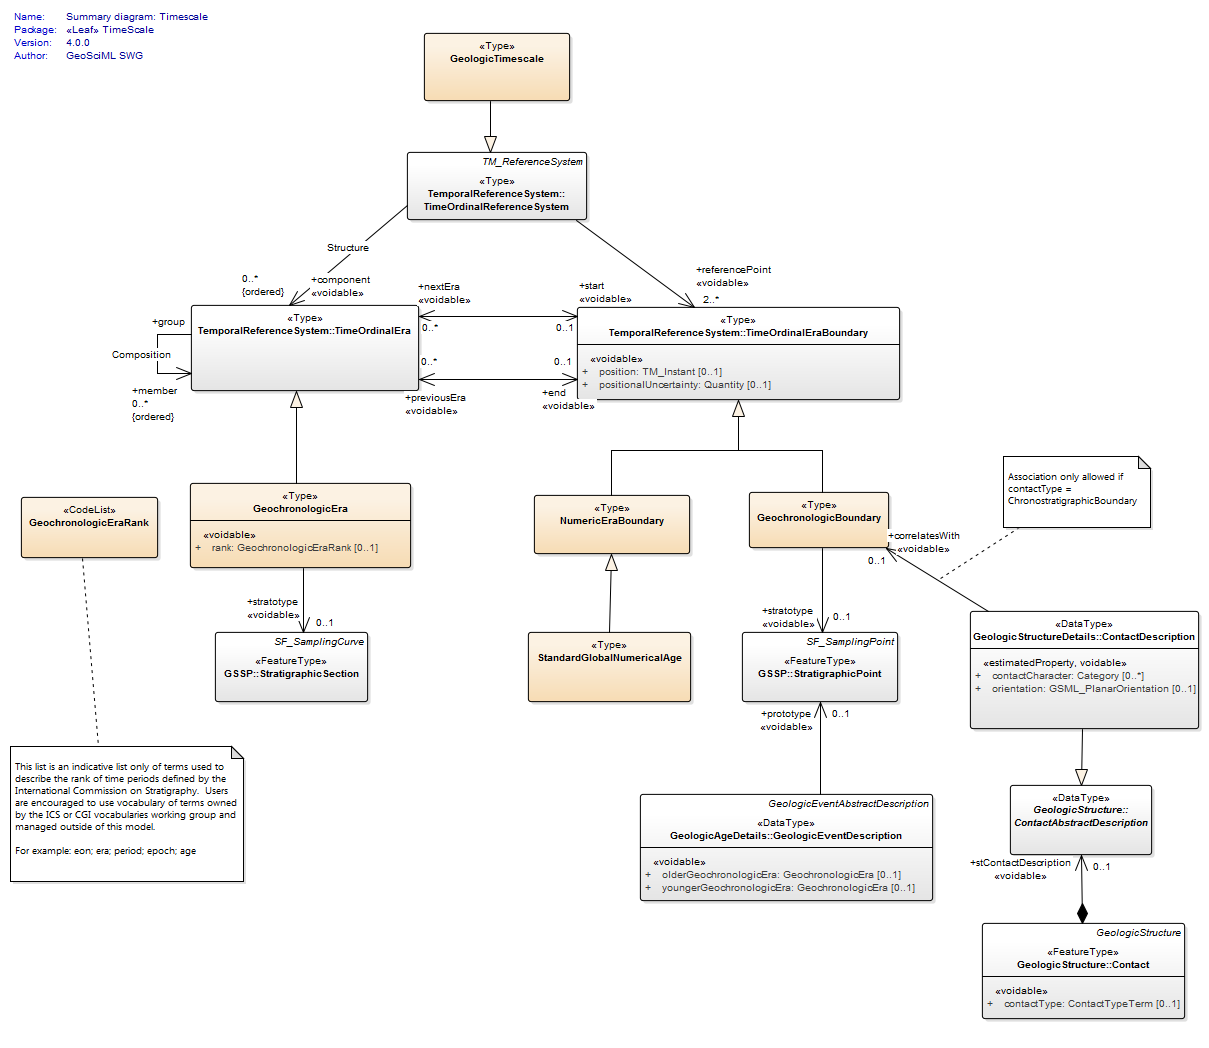 Name: Summary diagram: Timescale
Package: «Leaf» TimeScale
Version: 4.0.0
Author: GeoSciML SWG
«Type»
GeologicTimescale
TM_ReferenceSystem
«Type»
TemporalReferenceSystem::
TimeOrdinalReferenceSystem
Structure
0..*
{ordered}
+component
«voidable»
+referencePoint
«voidable»
2..*
+nextEra
«voidable»
0..*
+start
«voidable»
0..1
+group
Composition
+member
0..*
{ordered}
«Type»
TemporalReferenceSystem::TimeOrdinalEra
0..*
+previousEra
«voidable»
0..1
+end
«voidable»
«Type»
TemporalReferenceSystem::TimeOrdinalEraBoundary
«voidable»
+ position: TM_Instant [0..1]
+ positionalUncertainty: Quantity [0..1]
Association only allowed if
contactType =
ChronostratigraphicBoundary
«CodeList»
GeochronologicEraRank
«Type»
GeochronologicEra
«voidable»
+ rank: GeochronologicEraRank [0..1]
«Type»
NumericEraBoundary
«Type»
GeochronologicBoundary
+correlatesWith
«voidable»
0..1
+stratotype
«voidable»
0..1
SF_SamplingCurve
«FeatureType»
GSSP::StratigraphicSection
«Type»
StandardGlobalNumericalAge
+stratotype
«voidable»
0..1
SF_SamplingPoint
«FeatureType»
GSSP::StratigraphicPoint
+prototype
«voidable»
0..1
«DataType»
GeologicStructureDetails::ContactDescription
«estimatedProperty, voidable»
+ contactCharacter: Category [0..*]
+ orientation: GSML_PlanarOrientation [0..1]
This list is an indicative list only of terms used to
describe the rank of time periods defined by the
International Commission on Stratigraphy. Users
are encouraged to use vocabulary of terms owned
by the ICS or CGI vocabularies working group and
managed outside of this model.
For example: eon; era; period; epoch; age
GeologicEventAbstractDescription
«DataType»
GeologicAgeDetails::GeologicEventDescription
«voidable»
+ olderGeochronologicEra: GeochronologicEra [0..1]
+ youngerGeochronologicEra: GeochronologicEra [0..1]
«DataType»
GeologicStructure::
ContactAbstractDescription
+stContactDescription
«voidable»
0..1
GeologicStructure
«FeatureType»
GeologicStructure::Contact
«voidable»
+ contactType: ContactTypeTerm [0..1]